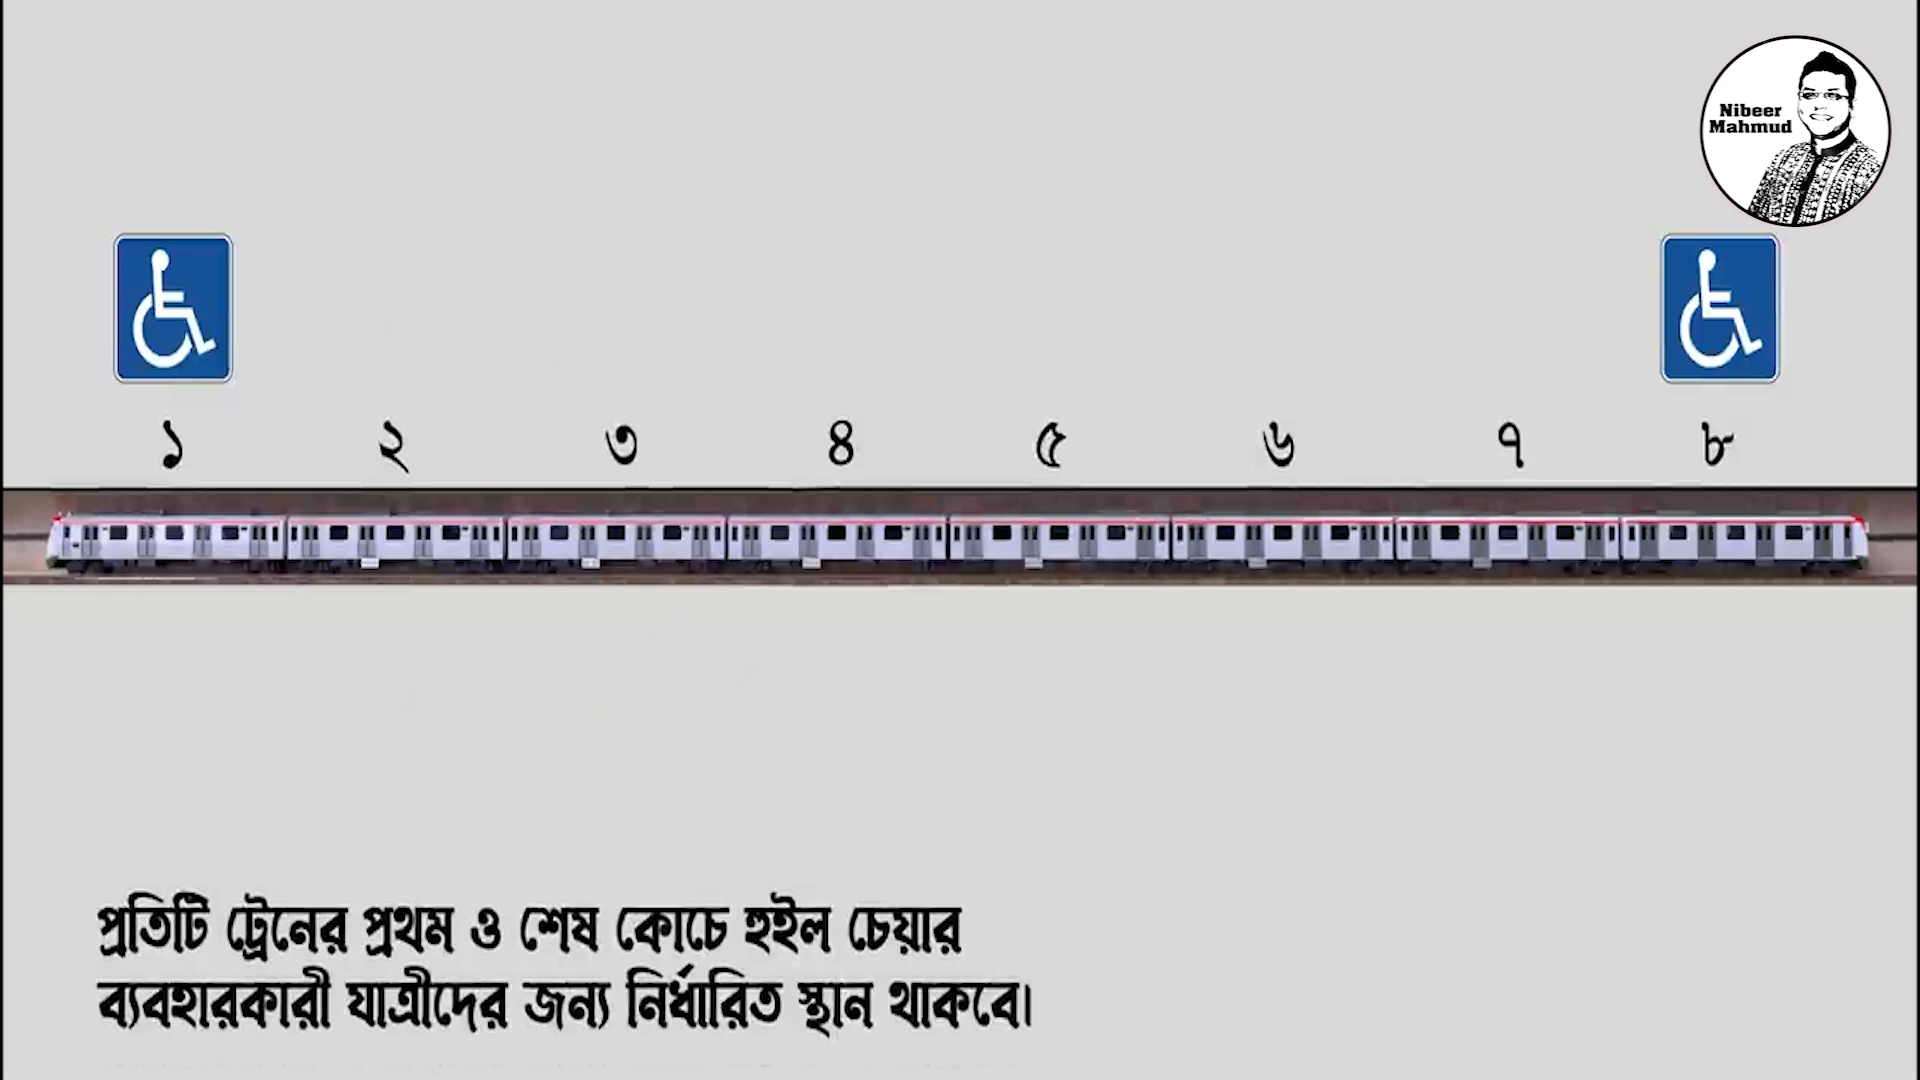 Nibeer
Mahmud
১ ২ ৩ ৪ ৫ ৬ ৭ ৮
প্রতিটি ট্রেনের প্রথম ও শেষ কোচে হুইল চেয়ার
ব্যবহারকারী যাত্রীদের জন্য নির্ধারিত স্থান থাকবে।